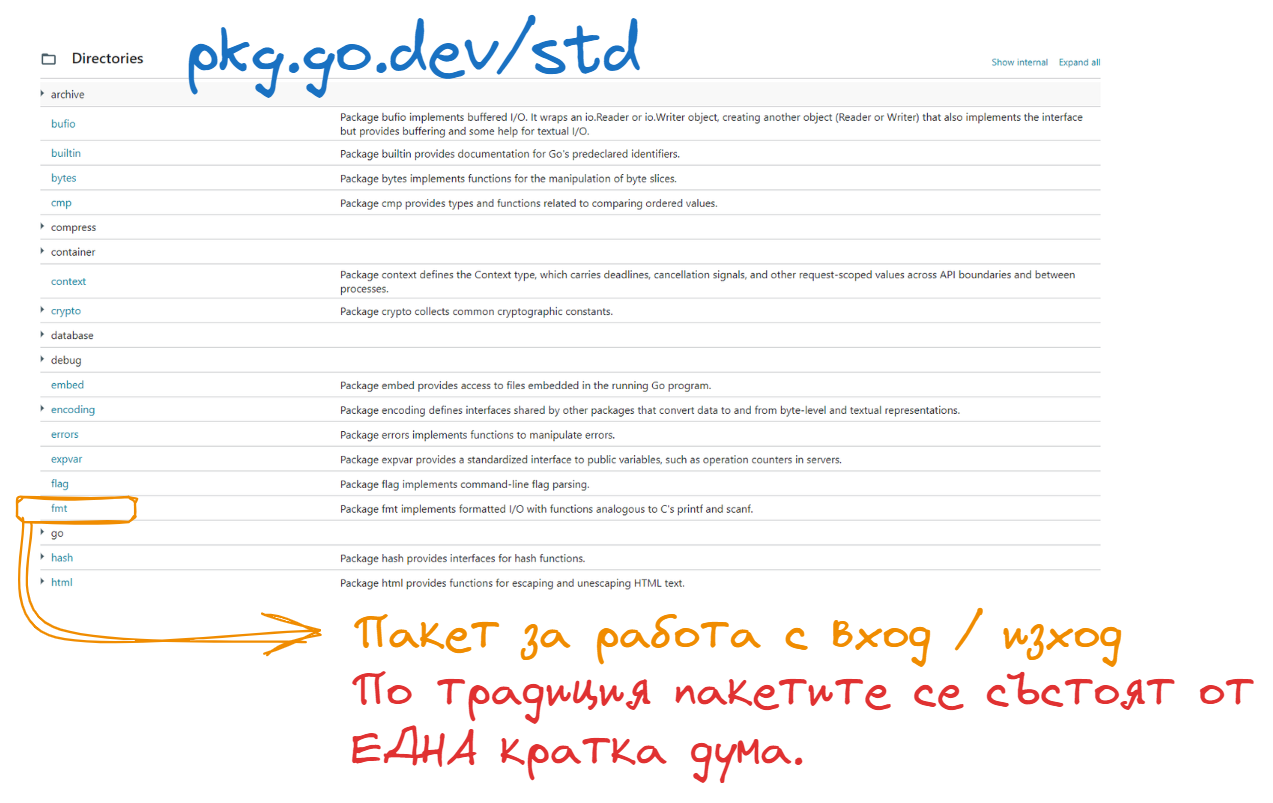 pkg.go.dev/std
Directories
Show internal Expand all
archive
bufio Package bufio implements buffered I/O. It wraps an io.Reader or io.Writer object, creating another object (Reader or Writer) that also implements the interface
but provides buffering and some help for textual I/O.
builtin Package builtin provides documentation for Go's predeclared identifiers.
bytes Package bytes implements functions for the manipulation of byte slices.
cmp Package cmp provides types and functions related to comparing ordered values.
compress
container
context Package context defines the Context type, which carries deadlines, cancellation signals, and other request-scoped values across API boundaries and between
processes.
crypto Package crypto collects common cryptographic constants.
database
debug
embed Package embed provides access to files embedded in the running Go program.
encoding Package encoding defines interfaces shared by other packages that convert data to and from byte-level and textual representations.
errors Package errors implements functions to manipulate errors.
expvar Package expvar provides a standardized interface to public variables, such as operation counters in servers.
flag Package flag implements command-line flag parsing.
fmt Package fmt implements formatted I/O with functions analogous to C's printf and scanf.
go
hash Package hash provides interfaces for hash functions.
html Package html provides functions for escaping and unescaping HTML text.
Пакет за работа с вход / изход
По традиция пакетите се състоят от
ЕДНА кратка дума.